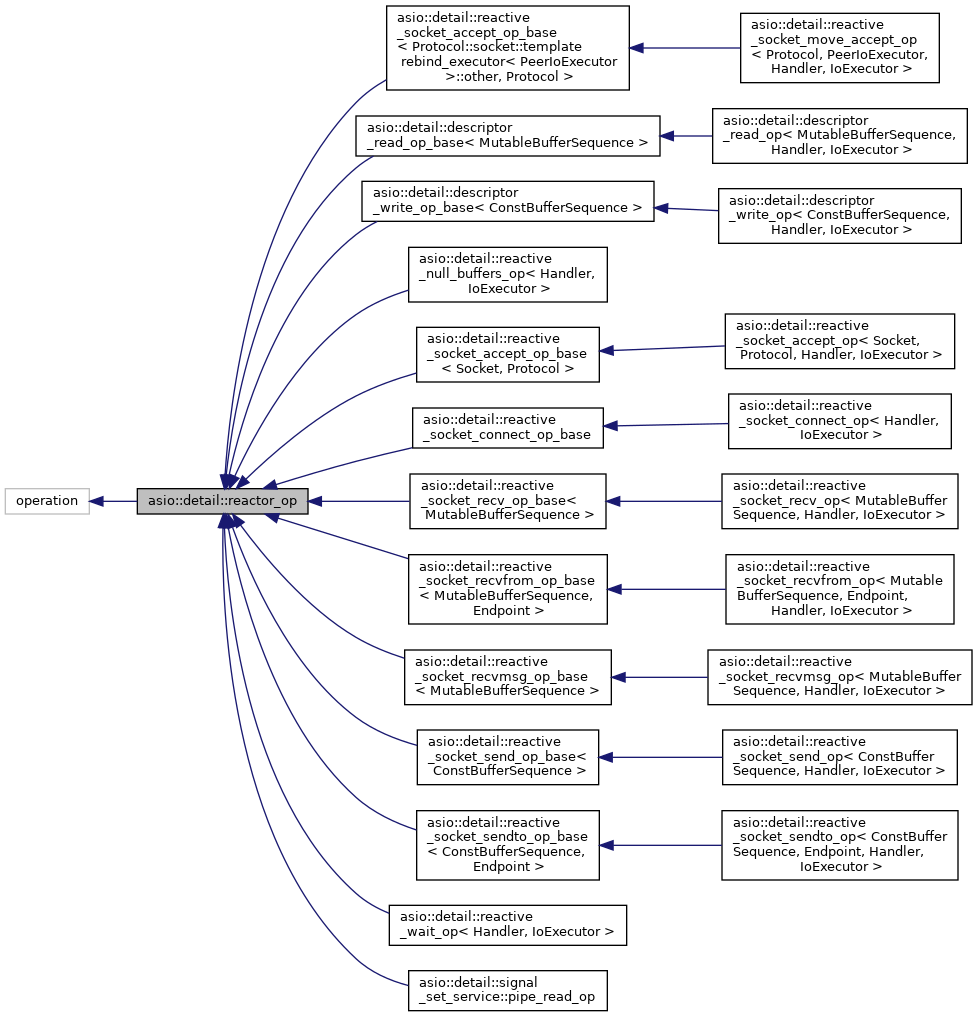 operation
asio::detail::reactor_op
asio::detail::reactive
_socket_accept_op_base
< Protocol::socket::template
rebind_executor< PeerIoExecutor
>::other, Protocol >
asio::detail::reactive
_socket_move_accept_op
< Protocol, PeerIoExecutor,
Handler, IoExecutor >
asio::detail::descriptor
_read_op_base< MutableBufferSequence >
asio::detail::descriptor
_read_op< MutableBufferSequence,
Handler, IoExecutor >
asio::detail::descriptor
_write_op_base< ConstBufferSequence >
asio::detail::descriptor
_write_op< ConstBufferSequence,
Handler, IoExecutor >
asio::detail::reactive
_null_buffers_op< Handler,
IoExecutor >
asio::detail::reactive
_socket_accept_op_base
< Socket, Protocol >
asio::detail::reactive
_socket_accept_op< Socket,
Protocol, Handler, IoExecutor >
asio::detail::reactive
_socket_connect_op_base
asio::detail::reactive
_socket_connect_op< Handler,
IoExecutor >
asio::detail::reactive
_socket_recv_op_base<
MutableBufferSequence >
asio::detail::reactive
_socket_recv_op< MutableBuffer
Sequence, Handler, IoExecutor >
asio::detail::reactive
_socket_recvfrom_op_base
< MutableBufferSequence,
Endpoint >
asio::detail::reactive
_socket_recvfrom_op< Mutable
BufferSequence, Endpoint,
Handler, IoExecutor >
asio::detail::reactive
_socket_recvmsg_op_base
< MutableBufferSequence >
asio::detail::reactive
_socket_recvmsg_op< MutableBuffer
Sequence, Handler, IoExecutor >
asio::detail::reactive
_socket_send_op_base<
ConstBufferSequence >
asio::detail::reactive
_socket_send_op< ConstBuffer
Sequence, Handler, IoExecutor >
asio::detail::reactive
_socket_sendto_op_base
< ConstBufferSequence,
Endpoint >
asio::detail::reactive
_socket_sendto_op< ConstBuffer
Sequence, Endpoint, Handler,
IoExecutor >
asio::detail::reactive
_wait_op< Handler, IoExecutor >
asio::detail::signal
_set_service::pipe_read_op